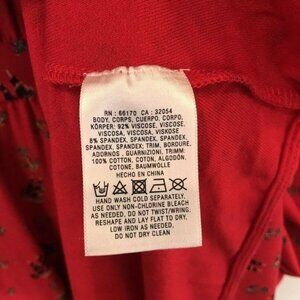 RN : 66170 CA : 32054
BODY, CORPS, CUERPO, CORPO,
KÖRPER: 92% VISCOSE, VISCOSE,
VISCOSA, VISCOSA, VISKOSE
8% SPANDEX, SPANDEX, SPANDEX,
SPANDEX, SPANDEX; TRIM, BORDURE,
ADORNOS , GUARNIZIONI, TRIMM:
100% COTTON, COTON, ALGODÓN,
COTONE, BAUMWOLLE
HECHO EN CHINA
HAND WASH COLD SEPARATELY.
USE ONLY NON-CHLORINE BLEACH
AS NEEDED. DO NOT TWIST/WRING.
RESHAPE AND LAY FLAT TO DRY.
LOW IRON AS NEEDED.
DO NOT DRY CLEAN